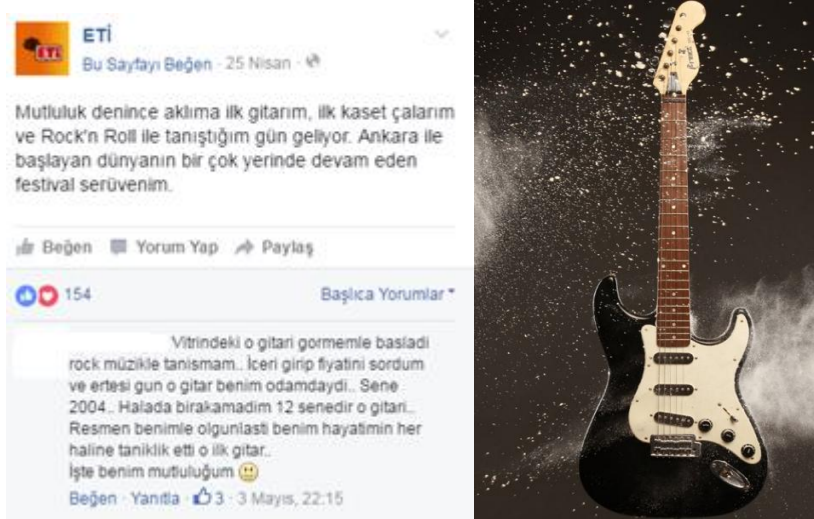 ETİ
ETİ
Bu Sayfayı Beğen · 25 Nisan ·
Mutluluk denince aklıma ilk gitarım, ilk kaset çalarım
ve Rock'n Roll ile tanıştığım gün geliyor. Ankara ile
başlayan dünyanın bir çok yerinde devam eden
festival serüvenim.
Beğen Yorum Yap Paylaş
154 Başlıca Yorumlar
Vitrindeki o gitari gormemle basladi
rock müzikle tanismam.. İceri girip fiyatini sordum
ve ertesi gun o gitar benim odamdaydi.. Sene
2004.. Halada birakamadim 12 senedir o gitari..
Resmen benimle olgunlasti benim hayatimin her
haline taniklik etti o ilk gitar..
İşte benim mutluluğum
Beğen · Yanıtla · 3 · 3 Mayıs, 22:15